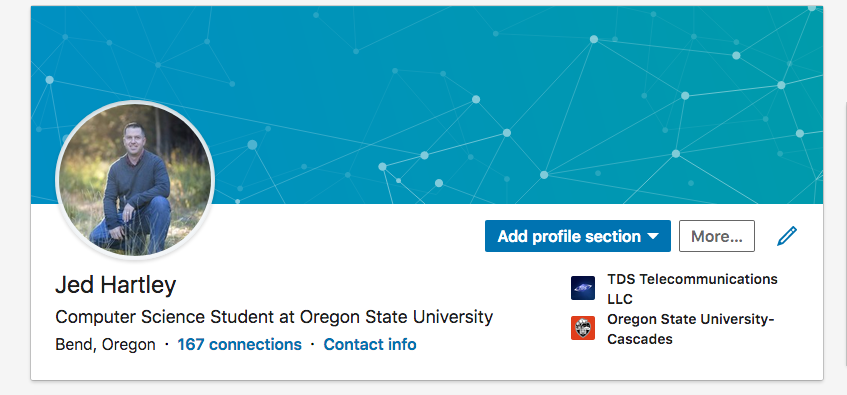 Add profile section
More...
Jed Hartley
Computer Science Student at Oregon State University
Bend, Oregon · 167 connections · Contact info
TDS Telecommunications
LLC
Oregon State University-
Cascades